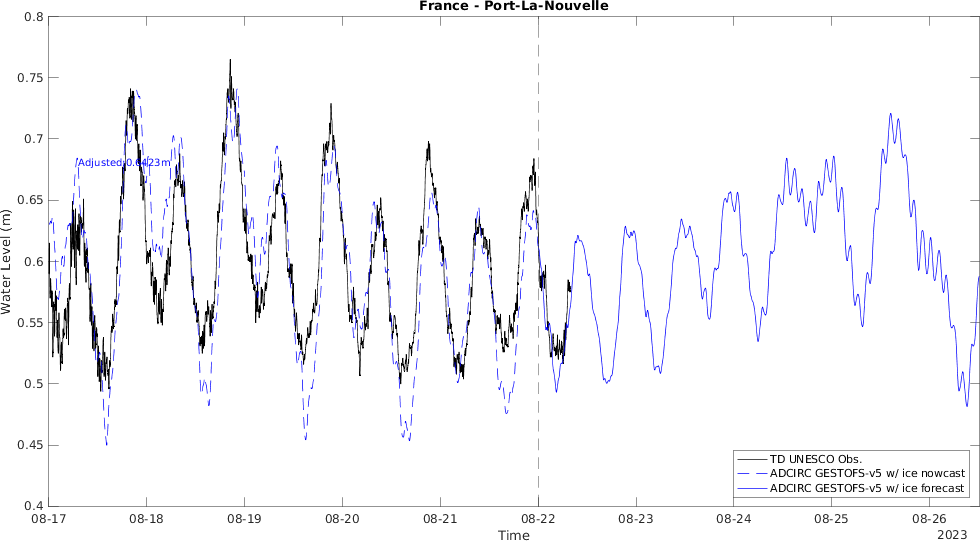 France - Port-La-Nouvelle
0.8
0.75
0.7
Adjusted 0.6423m
0.65
0.6
0.55
0.5
0.45
0.4
Water Level (m)
TD UNESCO Obs.
ADCIRC GESTOFS-v5 w/ ice nowcast
ADCIRC GESTOFS-v5 w/ ice forecast
08-17 08-18 08-19 08-20 08-21 08-22 08-23 08-24 08-25 08-26
Time
2023